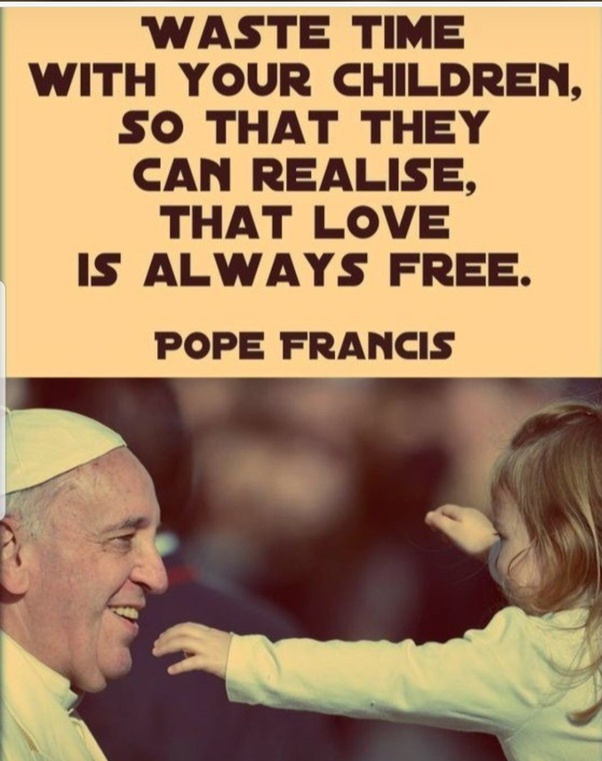 WASTE TIME
WITH YOUR CHILDREN,
SO THAT THEY
CAN REALISE,
THAT LOVE
IS ALWAYS FREE.
POPE FRANCIS